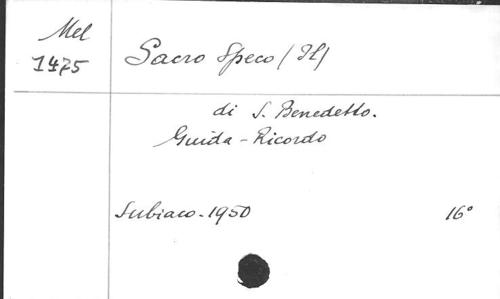 Mel
1475
Sacro Speco (Il)
di S. Benedetto.
Guida-Ricordo
Subiaco-1950 16°